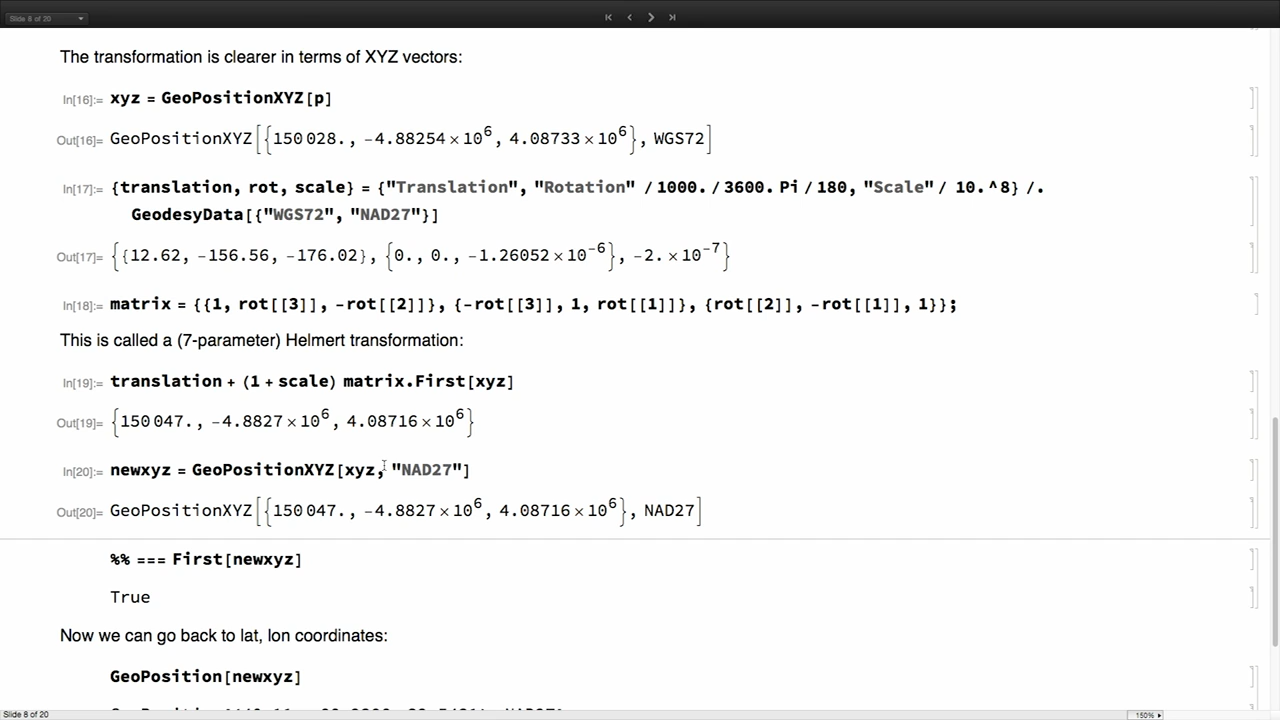 Slide 8 of 20
The transformation is clearer in terms of XYZ vectors:
In[16]:= xyz = GeoPositionXYZ[p]
Out[16]= GeoPositionXYZ[{150028., -4.88254×10^6, 4.08733×10^6}, WGS72]
In[17]:= {translation, rot, scale} = {"Translation", "Rotation" /1000. /3600. Pi / 180, "Scale" / 10.^8} /.
GeodesyData[{"WGS72", "NAD27"}]
Out[17]= {{12.62, -156.56, -176.02}, {0., 0., -1.26052×10^-6}, -2.×10^-7}
In[18]:= matrix = {{1, rot[[3]], -rot[[2]]}, {-rot[[3]], 1, rot[[1]]}, {rot[[2]], -rot[[1]], 1}};
This is called a (7-parameter) Helmert transformation:
In[19]:= translation + (1 + scale) matrix.First[xyz]
Out[19]= {150047., -4.8827×10^6, 4.08716×10^6}
In[20]:= newxyz = GeoPositionXYZ[xyz, "NAD27"]
Out[20]= GeoPositionXYZ[{150047., -4.8827×10^6, 4.08716×10^6}, NAD27]
%% === First[newxyz]
True
Now we can go back to lat, lon coordinates:
GeoPosition[newxyz]
Slide 8 of 20
150%